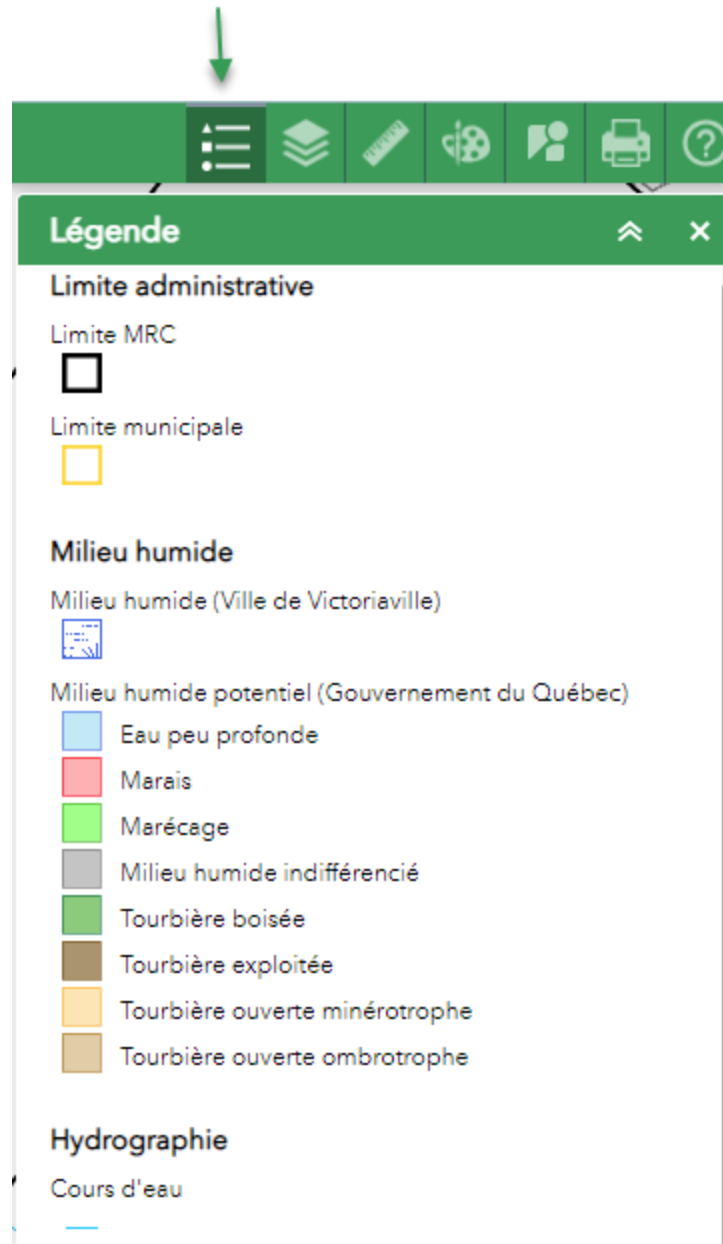 Légende
Limite administrative
Limite MRC
Limite municipale
Milieu humide
Milieu humide (Ville de Victoriaville)
Milieu humide potentiel (Gouvernement du Québec)
Eau peu profonde
Marais
Marécage
Milieu humide indifférencié
Tourbière boisée
Tourbière exploitée
Tourbière ouverte minérotrophe
Tourbière ouverte ombrotrophe
Hydrographie
Cours d'eau